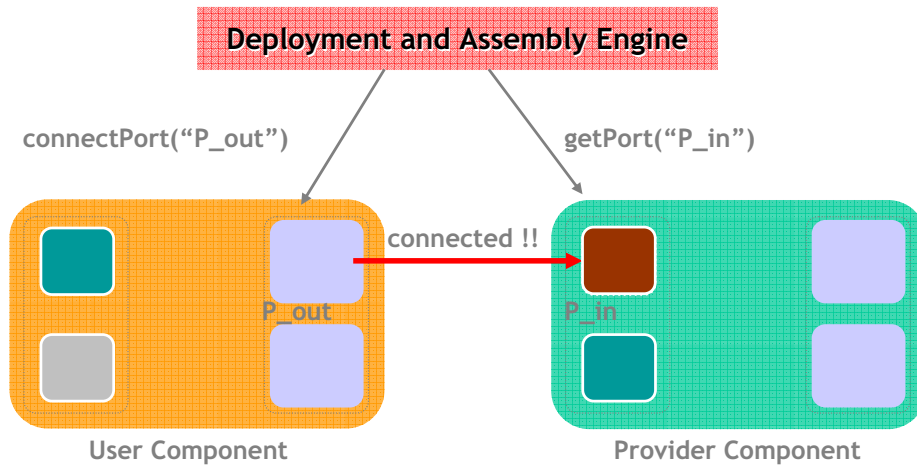 Deployment and Assembly Engine
connectPort(“P_out”)
getPort(“P_in”)
connected !!
P_out
P_in
User Component
Provider Component